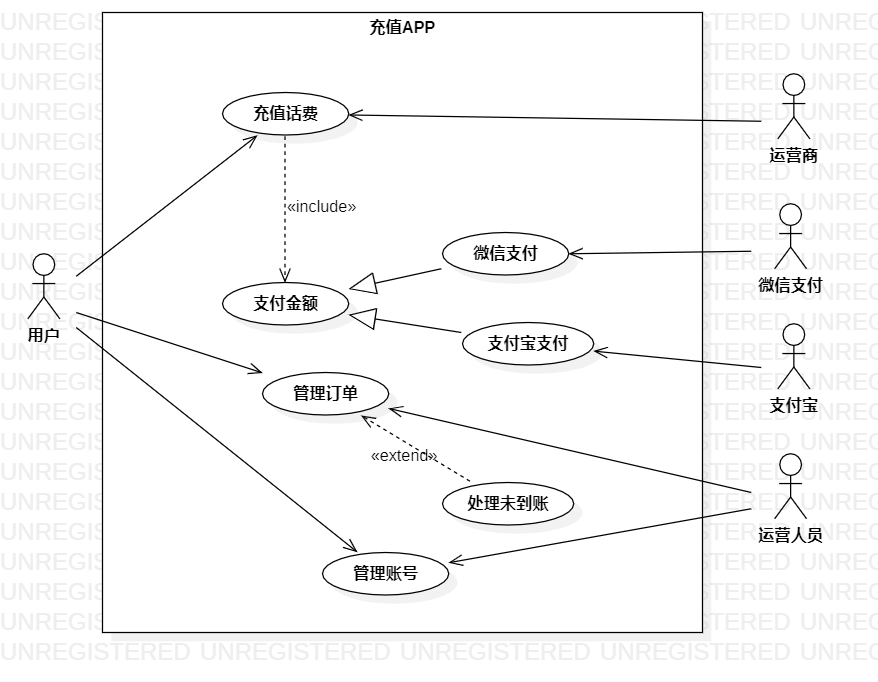 充值APP
充值话费
运营商
«include»
微信支付
微信支付
支付金额
用户
支付宝支付
支付宝
管理订单
«extend»
处理未到账
运营人员
管理账号
UNREGISTERED UNREGISTERED UNREGISTERED UNREGISTERED UNREG